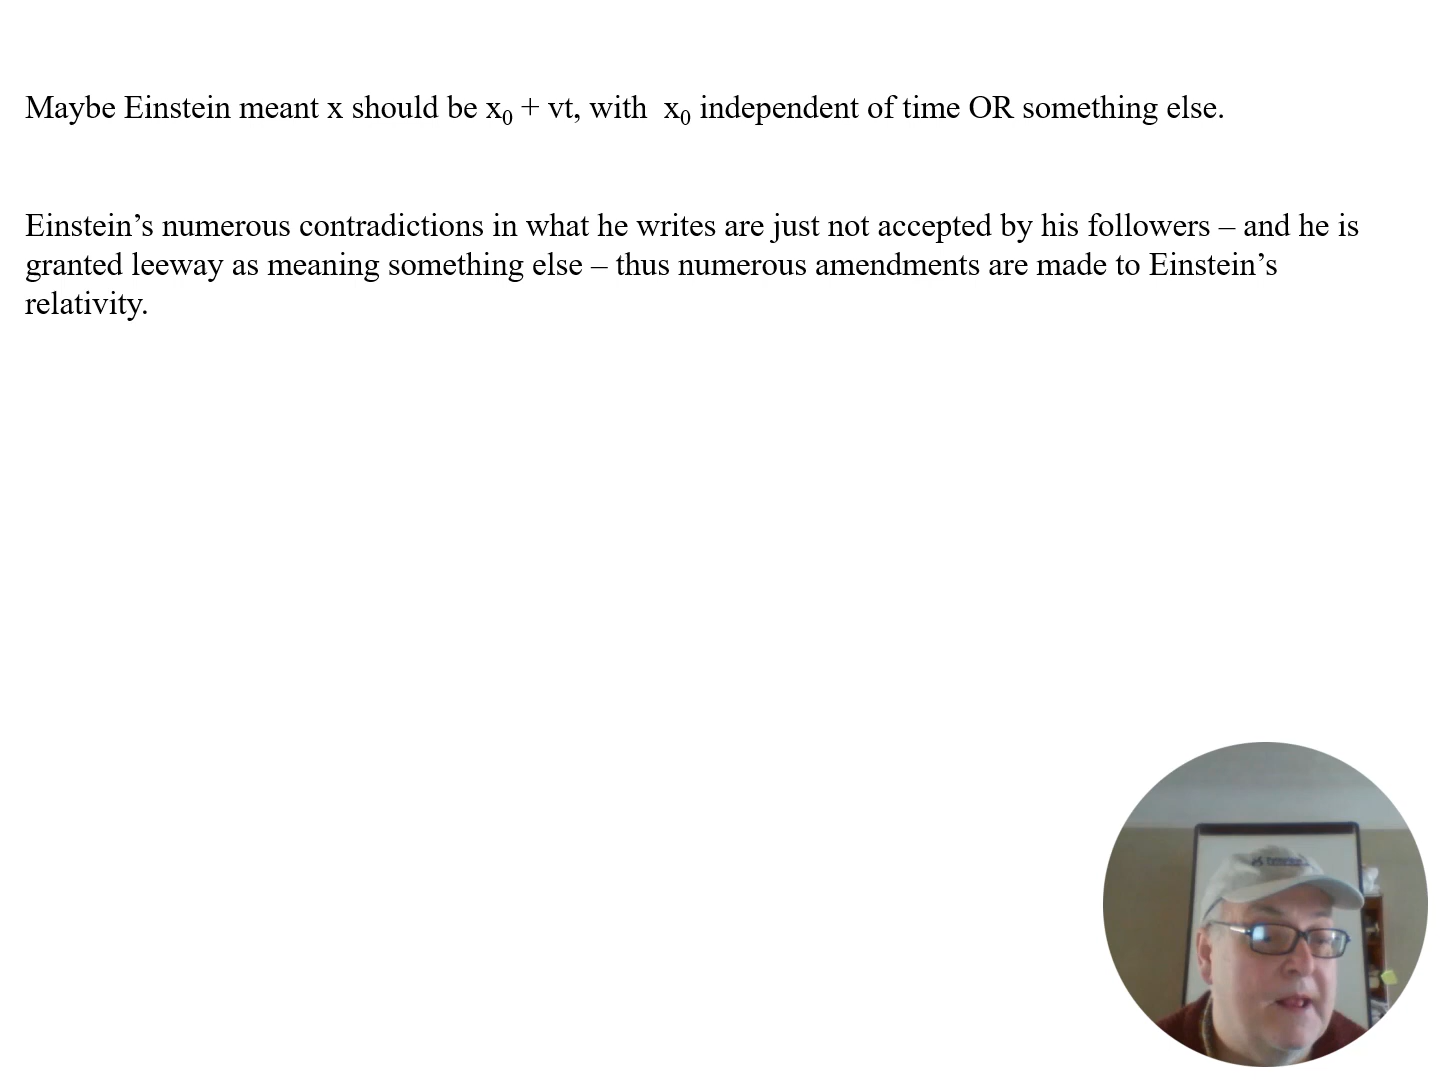 Maybe Einstein meant x should be x₀ + vt, with  x₀ independent of time OR something else.
Einstein’s numerous contradictions in what he writes are just not accepted by his followers – and he is
granted leeway as meaning something else – thus numerous amendments are made to Einstein’s
relativity.